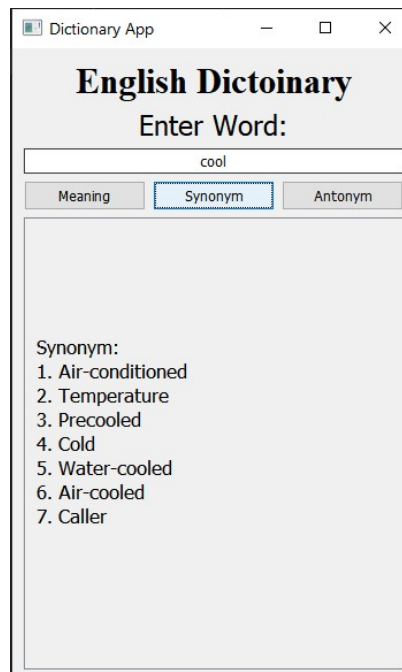 Dictionary App
English Dictoinary
Enter Word:
cool
Meaning Synonym Antonym
Synonym:
1. Air-conditioned
2. Temperature
3. Precooled
4. Cold
5. Water-cooled
6. Air-cooled
7. Caller